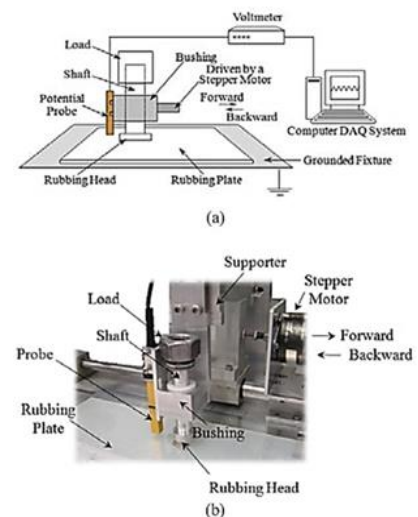 Voltmeter
Load
Bushing
Shaft
Driven by a
Stepper Motor
Potential
Probe
Forward
Backward
Computer DAQ System
Rubbing Head
Rubbing Plate
Grounded Fixture
(a)
Supporter
Stepper
Motor
Load
Shaft
Forward
Backward
Probe
Rubbing
Plate
Bushing
Rubbing Head
(b)